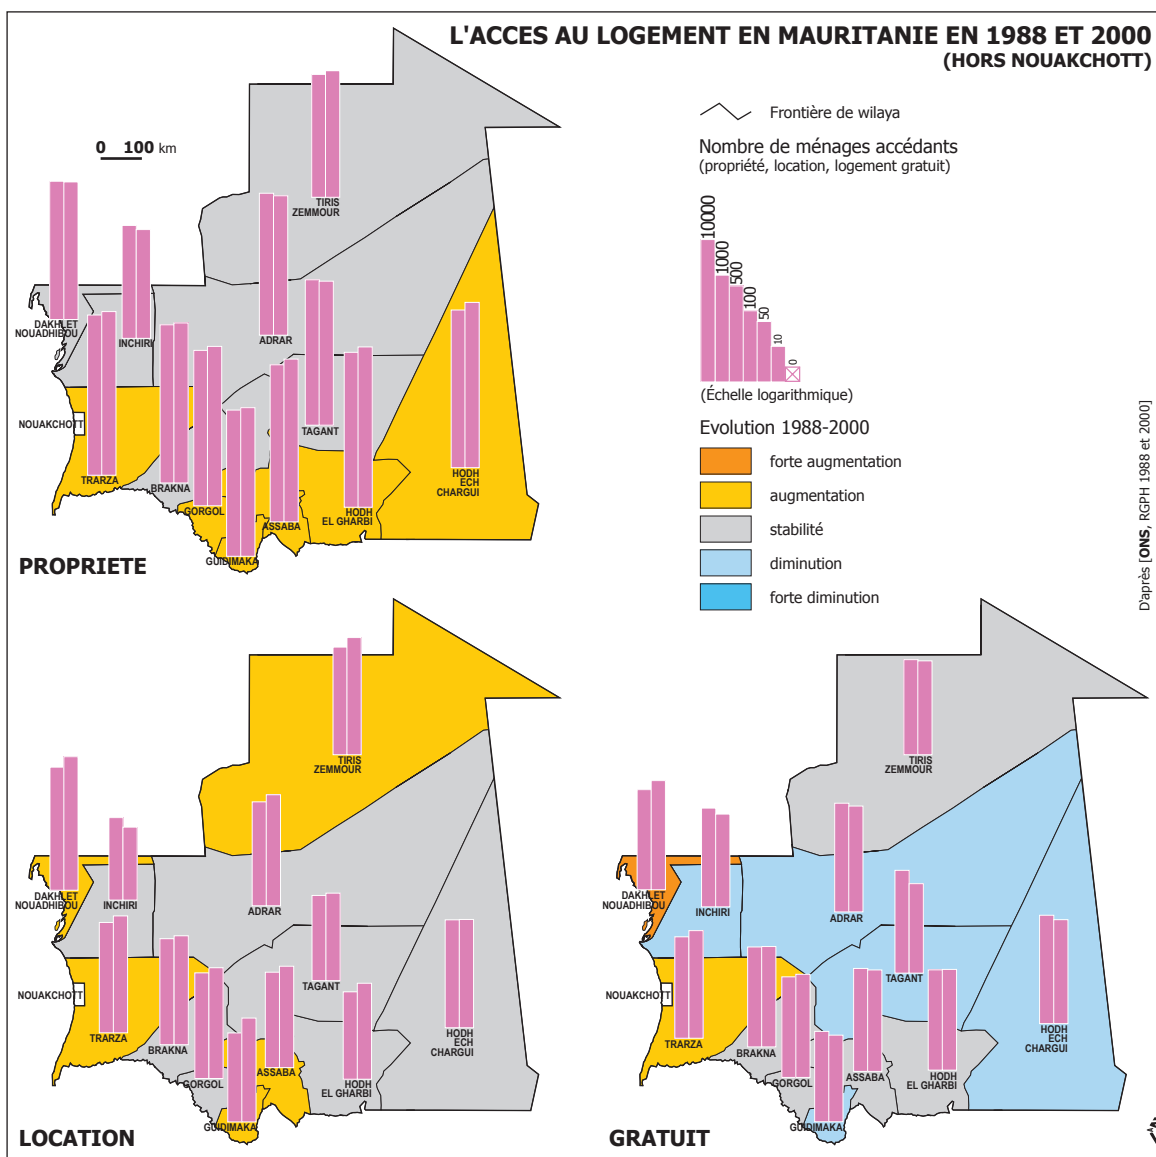 L'ACCES AU LOGEMENT EN MAURITANIE EN 1988 ET 2000
(HORS NOUAKCHOTT)
Frontière de wilaya
Nombre de ménages accédants
(propriété, location, logement gratuit)
10000
1000
500
100
50
10
0
(Échelle logarithmique)
Evolution 1988-2000
forte augmentation
augmentation
stabilité
diminution
forte diminution
D'après [ONS, RGPH 1988 et 2000]
0 100 km
TIRIS
ZEMMOUR
DAKHLET
NOUADHIBOU
INCHIRI
ADRAR
TAGANT
NOUAKCHOTT
TRARZA
BRAKNA
GORGOL
GUIDIMAKA
ASSABA
HODH
EL GHARBI
HODH
ECH
CHARGUI
PROPRIETE
TIRIS
ZEMMOUR
DAKHLET
NOUADHIBOU
INCHIRI
ADRAR
TAGANT
NOUAKCHOTT
TRARZA
BRAKNA
GORGOL
GUIDIMAKA
ASSABA
HODH
EL GHARBI
HODH
ECH
CHARGUI
LOCATION
TIRIS
ZEMMOUR
DAKHLET
NOUADHIBOU
INCHIRI
ADRAR
TAGANT
NOUAKCHOTT
TRARZA
BRAKNA
GORGOL
GUIDIMAKA
ASSABA
HODH
EL GHARBI
HODH
ECH
CHARGUI
GRATUIT